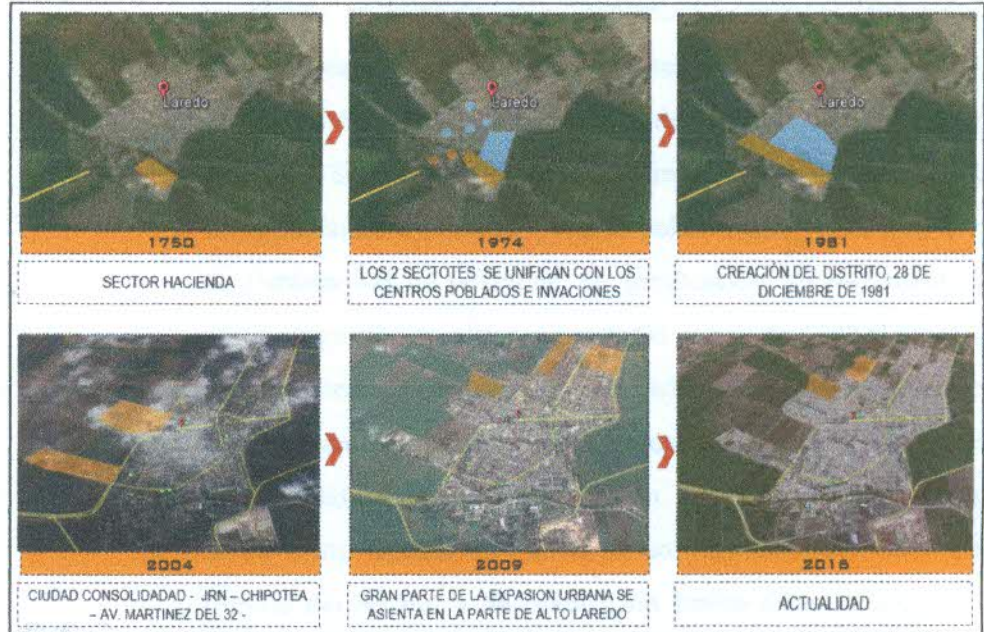 Laredo
Laredo
Laredo
1750
1974
1981
SECTOR HACIENDA
LOS 2 SECTOTES SE UNIFICAN CON LOS
CENTROS POBLADOS E INVACIONES
CREACIÓN DEL DISTRITO, 28 DE
DICIEMBRE DE 1981
2004
2009
2016
CIUDAD CONSOLIDADAD - JRN – CHIPOTEA
– AV. MARTINEZ DEL 32 -
GRAN PARTE DE LA EXPASION URBANA SE
ASIENTA EN LA PARTE DE ALTO LAREDO
ACTUALIDAD